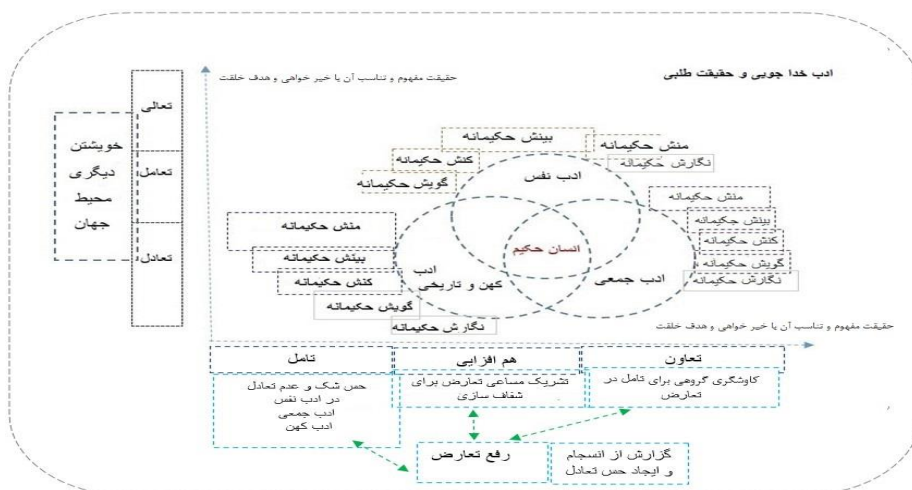 ادب خدا جویی و حقیقت طلبی
حقیقت مفهوم و تناسب آن با خیر خواهی و هدف خلقت
تعالی
تعامل
تعادل
خویشتن
دیگری
محیط
جهان
بینش حکیمانه
منش حکیمانه
کنش حکیمانه
نگارش حکیمانه
گویش حکیمانه
ادب نفس
منش حکیمانه
بینش حکیمانه
کنش حکیمانه
گویش حکیمانه
نگارش حکیمانه
ادب جمعی
انسان حکیم
ادب
کهن و تاریخی
منش حکیمانه
بینش حکیمانه
کنش حکیمانه
گویش حکیمانه
نگارش حکیمانه
حقیقت مفهوم و تناسب آن با خیر خواهی و هدف خلقت
تعاون
هم افزایی
تامل
کاوشگری گروهی برای تامل در
تعارض
تشریک مساعی تعارض برای
شفاف سازی
حس شک و عدم تعادل
در ادب نفس
ادب جمعی
ادب کهن
رفع تعارض
گزارش از انسجام
و ایجاد حس تعادل